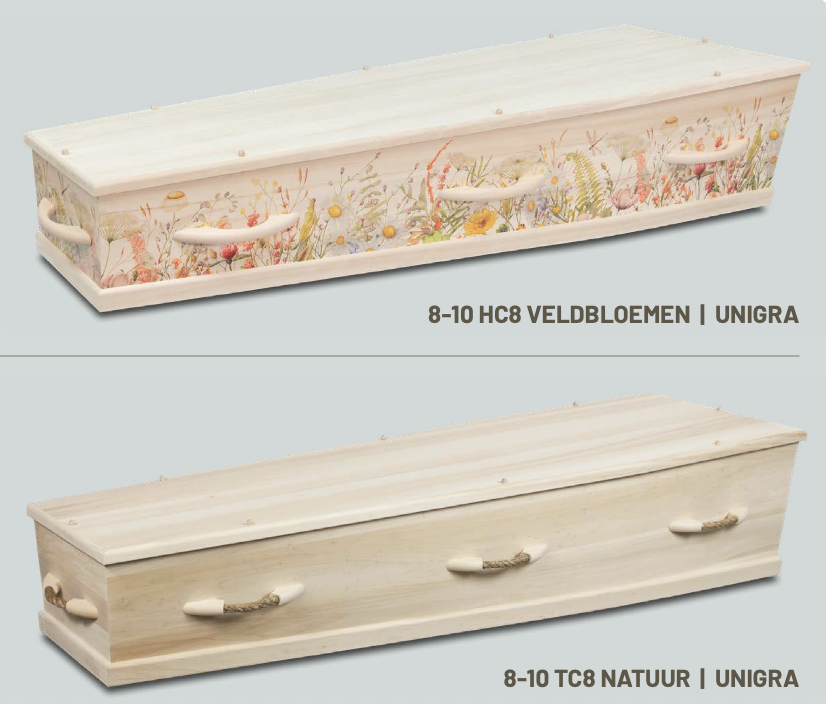 8-10 HC8 VELDBLOEMEN | UNIGRA
8-10 TC8 NATUUR | UNIGRA